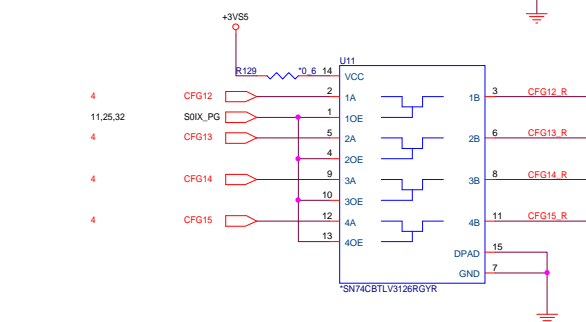 +3VS5
U11
R129 *0_6 14 VCC
4 CFG12 2 1A 1B 3 CFG12_R
11,25,32 S0IX_PG 1 1OE
4 CFG13 5 2A 2B 6 CFG13_R
4 2OE
4 CFG14 9 3A 3B 8 CFG14_R
10 3OE
4 CFG15 12 4A 4B 11 CFG15_R
13 4OE
DPAD 15
GND 7
*SN74CBTLV3126RGYR